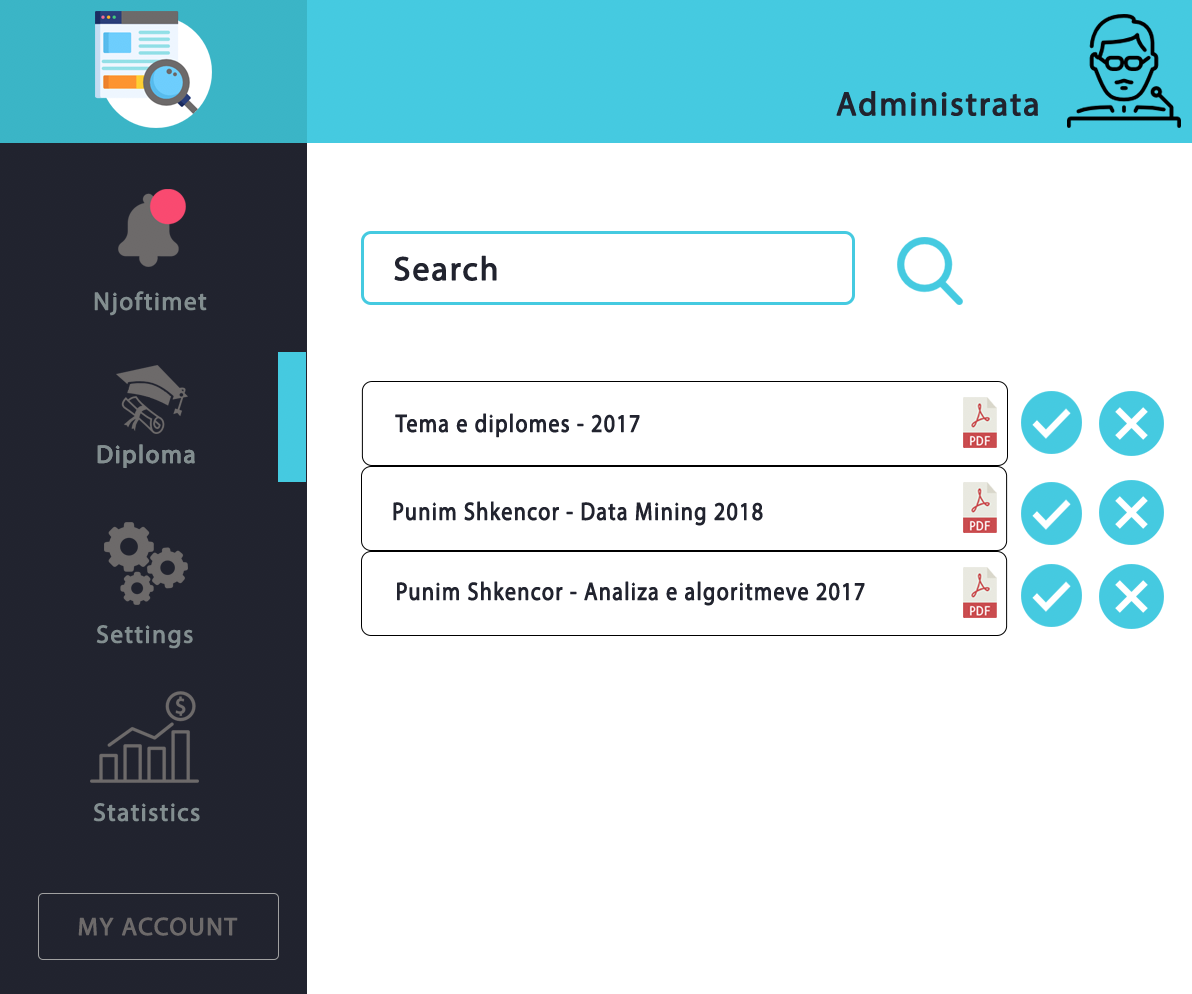 Administrata
Njoftimet
Diploma
Settings
$
Statistics
MY ACCOUNT
Search
Tema e diplomes - 2017
PDF
Punim Shkencor - Data Mining 2018
PDF
Punim Shkencor - Analiza e algoritmeve 2017
PDF